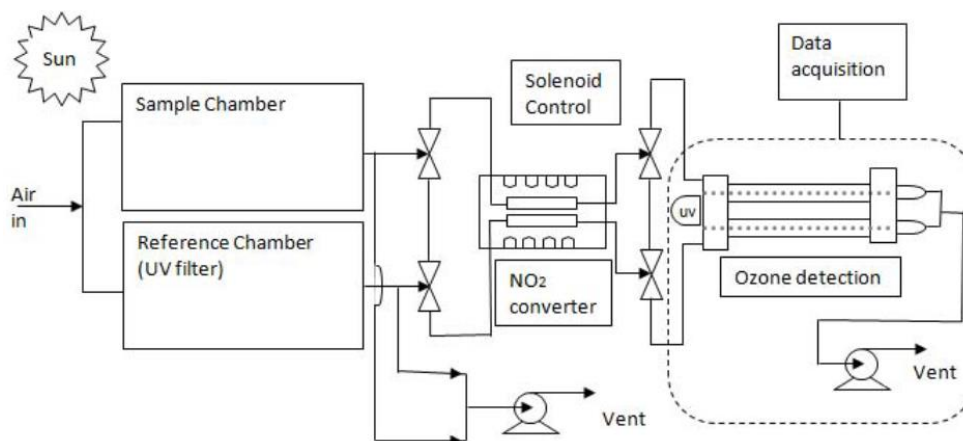 Sun
Sample Chamber
Air
in
Reference Chamber
(UV filter)
Solenoid
Control
NO₂
converter
Data
acquisition
uv
Ozone detection
Vent
Vent